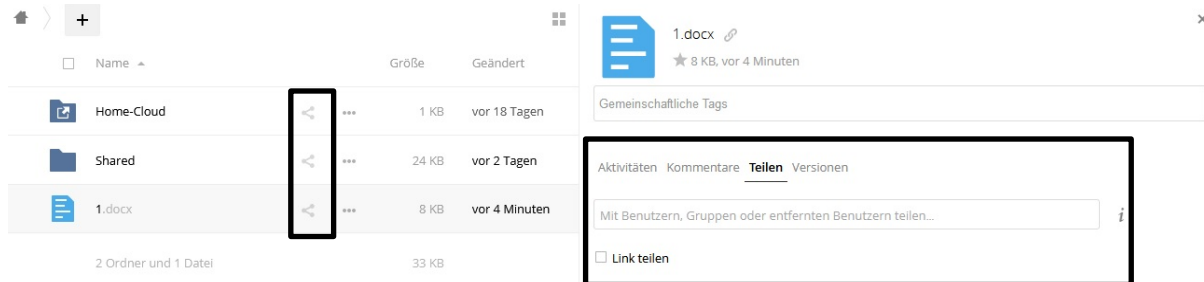 +
Name Größe Geändert
Home-Cloud 1 KB vor 18 Tagen
Shared 24 KB vor 2 Tagen
1.docx 8 KB vor 4 Minuten
2 Ordner und 1 Datei 33 KB
1.docx
8 KB, vor 4 Minuten
Gemeinschaftliche Tags
Aktivitäten Kommentare Teilen Versionen
Mit Benutzern, Gruppen oder entfernten Benutzern teilen...
Link teilen